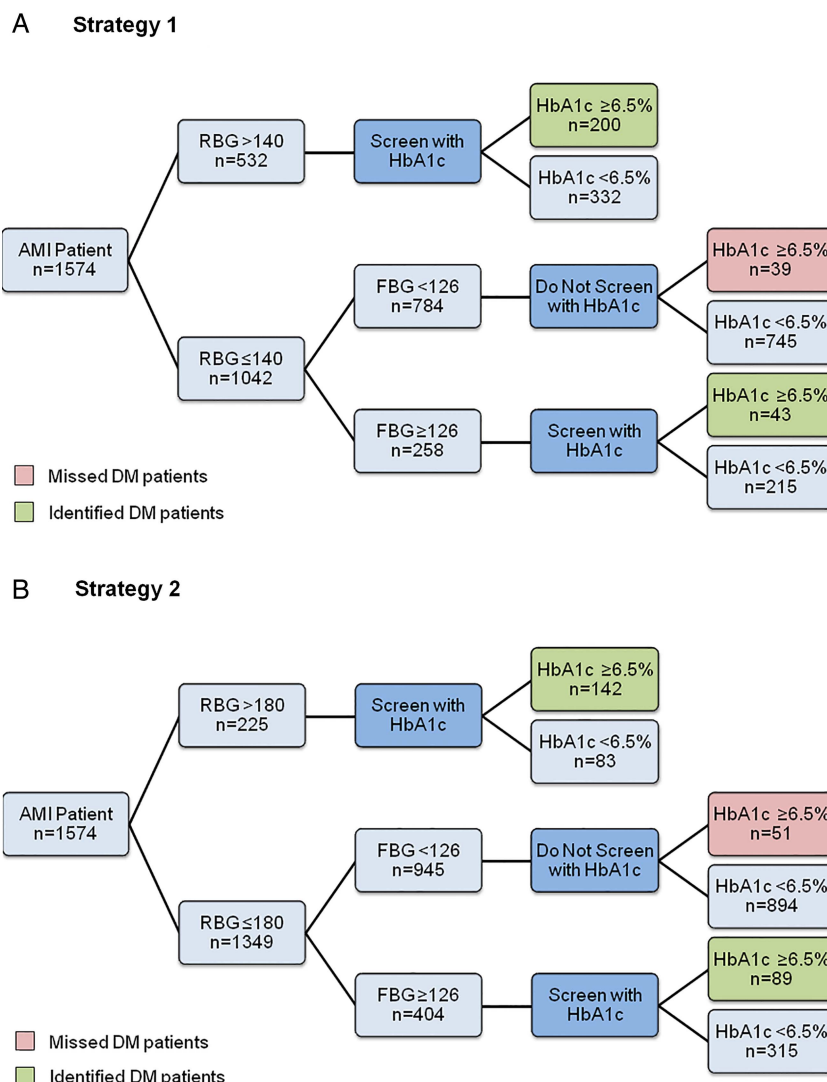 A Strategy 1
RBG >140
n=532
Screen with
HbA1c
HbA1c ≥6.5%
n=200
HbA1c <6.5%
n=332
AMI Patient
n=1574
RBG ≤140
n=1042
FBG <126
n=784
Do Not Screen
with HbA1c
HbA1c ≥6.5%
n=39
HbA1c <6.5%
n=745
FBG ≥126
n=258
Screen with
HbA1c
HbA1c ≥6.5%
n=43
HbA1c <6.5%
n=215
Missed DM patients
Identified DM patients
B Strategy 2
RBG >180
n=225
Screen with
HbA1c
HbA1c ≥6.5%
n=142
HbA1c <6.5%
n=83
AMI Patient
n=1574
RBG ≤180
n=1349
FBG <126
n=945
Do Not Screen
with HbA1c
HbA1c ≥6.5%
n=51
HbA1c <6.5%
n=894
FBG ≥126
n=404
Screen with
HbA1c
HbA1c ≥6.5%
n=89
HbA1c <6.5%
n=315
Missed DM patients
Identified DM patients